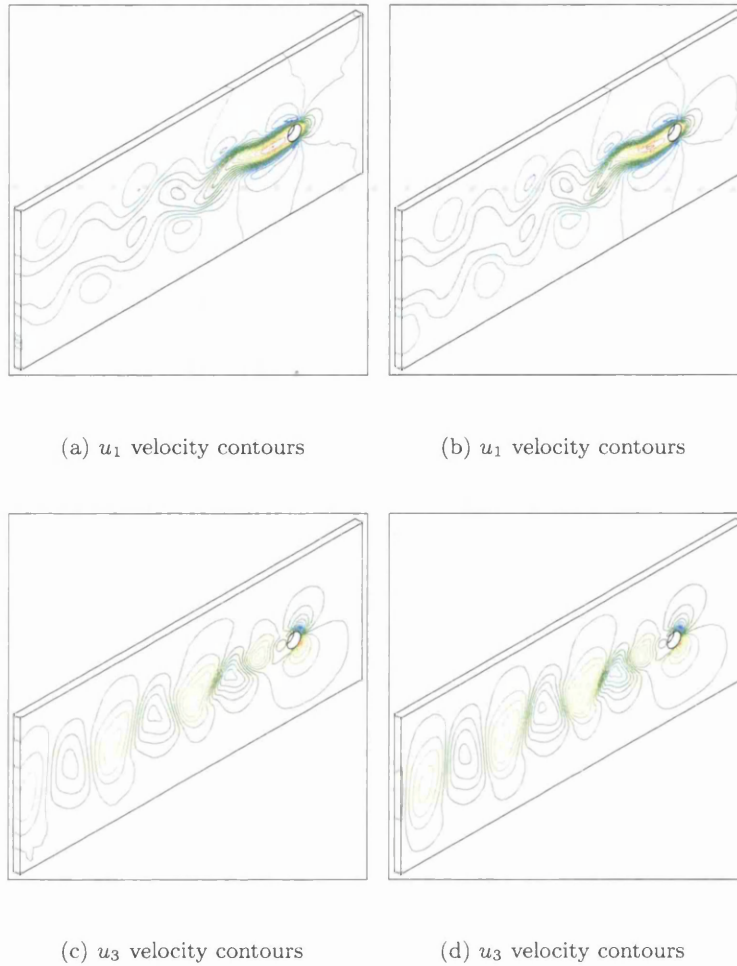 (a) u₁ velocity contours
(b) u₁ velocity contours
(c) u₃ velocity contours
(d) u₃ velocity contours